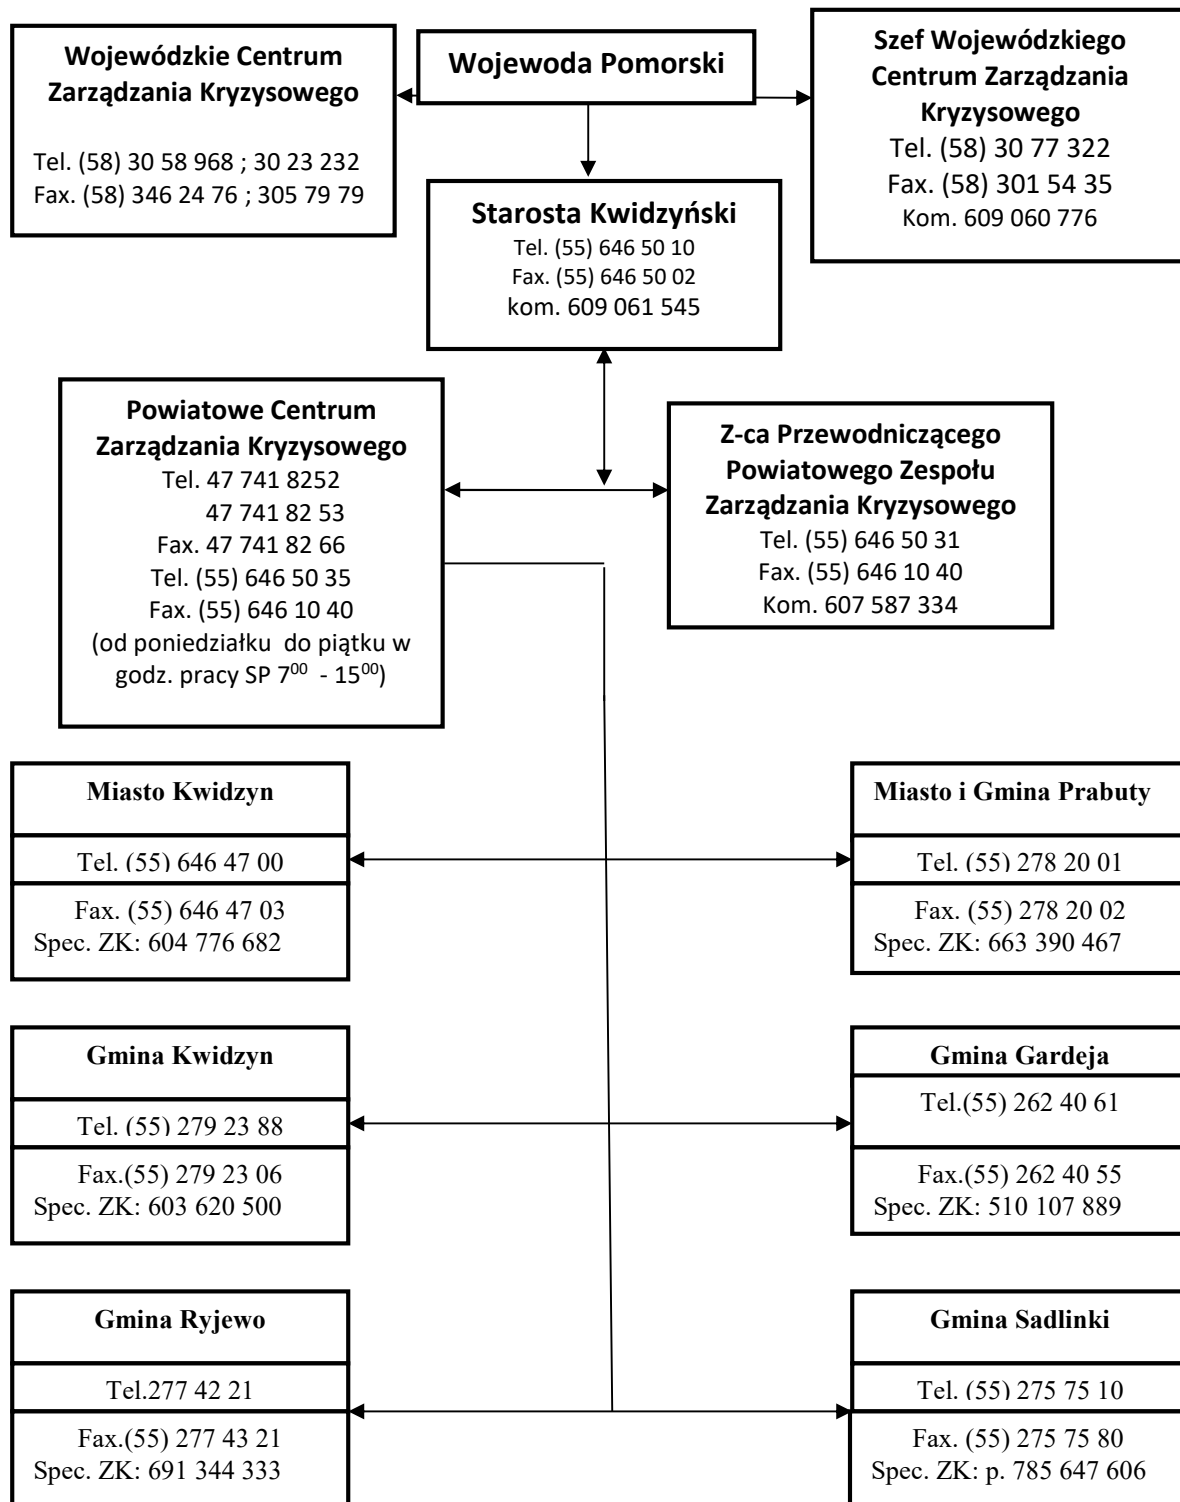 Wojewódzkie Centrum
Zarządzania Kryzysowego
Tel. (58) 30 58 968 ; 30 23 232
Fax. (58) 346 24 76 ; 305 79 79
Wojewoda Pomorski
Szef Wojewódzkiego
Centrum Zarządzania
Kryzysowego
Tel. (58) 30 77 322
Fax. (58) 301 54 35
Kom. 609 060 776
Starosta Kwidzyński
Tel. (55) 646 50 10
Fax. (55) 646 50 02
kom. 609 061 545
Powiatowe Centrum
Zarządzania Kryzysowego
Tel. 47 741 8252
47 741 82 53
Fax. 47 741 82 66
Tel. (55) 646 50 35
Fax. (55) 646 10 40
(od poniedziałku do piątku w
godz. pracy SP 7⁰⁰ - 15⁰⁰)
Z-ca Przewodniczącego
Powiatowego Zespołu
Zarządzania Kryzysowego
Tel. (55) 646 50 31
Fax. (55) 646 10 40
Kom. 607 587 334
Miasto Kwidzyn
Tel. (55) 646 47 00
Fax. (55) 646 47 03
Spec. ZK: 604 776 682
Miasto i Gmina Prabuty
Tel. (55) 278 20 01
Fax. (55) 278 20 02
Spec. ZK: 663 390 467
Gmina Kwidzyn
Tel. (55) 279 23 88
Fax.(55) 279 23 06
Spec. ZK: 603 620 500
Gmina Gardeja
Tel.(55) 262 40 61
Fax.(55) 262 40 55
Spec. ZK: 510 107 889
Gmina Ryjewo
Tel.277 42 21
Fax.(55) 277 43 21
Spec. ZK: 691 344 333
Gmina Sadlinki
Tel. (55) 275 75 10
Fax. (55) 275 75 80
Spec. ZK: p. 785 647 606